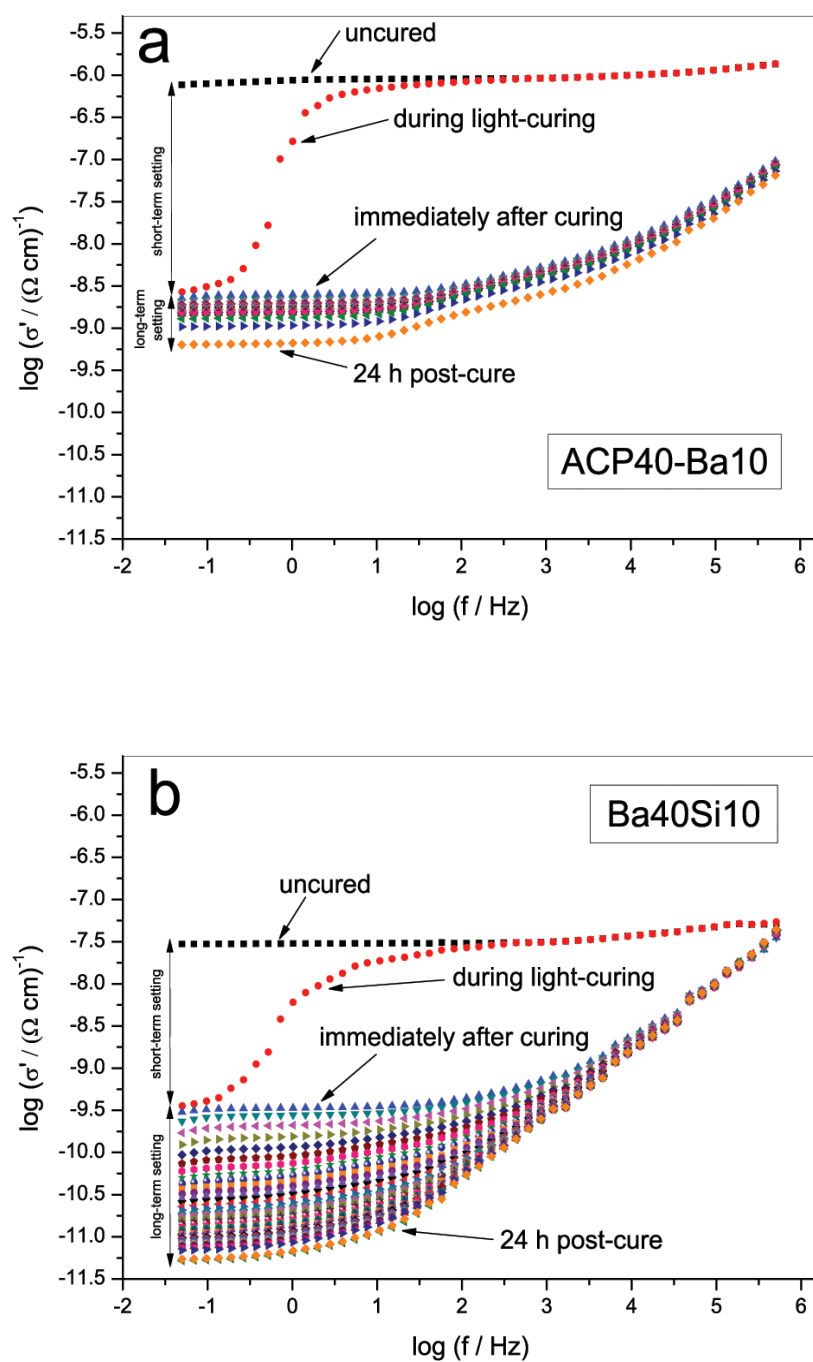 a
uncured
during light-curing
immediately after curing
24 h post-cure
short-term setting
long-term
setting
ACP40-Ba10
log (σ' / (Ω cm)⁻¹)
-5.5
-6.0
-6.5
-7.0
-7.5
-8.0
-8.5
-9.0
-9.5
-10.0
-10.5
-11.0
-11.5
-2 -1 0 1 2 3 4 5 6
log (f / Hz)
b
Ba40Si10
uncured
during light-curing
immediately after curing
24 h post-cure
short-term setting
long-term setting
log (σ' / (Ω cm)⁻¹)
-5.5
-6.0
-6.5
-7.0
-7.5
-8.0
-8.5
-9.0
-9.5
-10.0
-10.5
-11.0
-11.5
-2 -1 0 1 2 3 4 5 6
log (f / Hz)